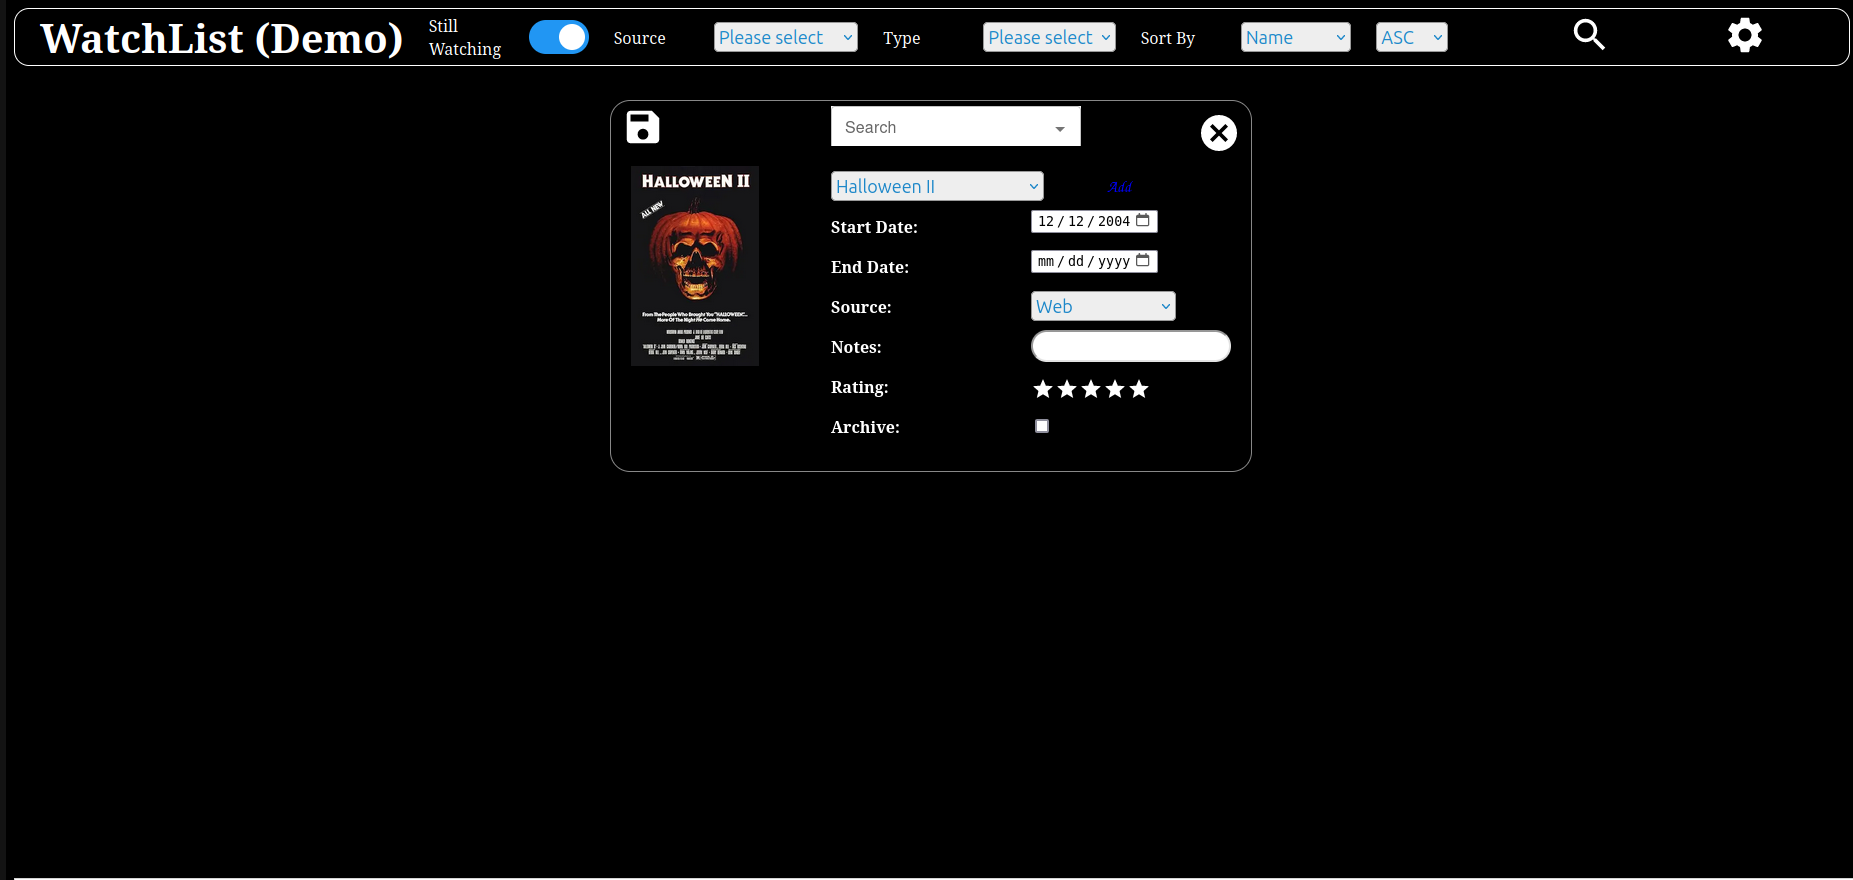 WatchList (Demo)
Still
Watching
Source
Please select
Type
Please select
Sort By
Name
ASC
Search
HALLOWEEN II
ALL NEW
From The People Who Brought You "HALLOWEEN"...
More Of The Night He Came Home.
Halloween II
Add
Start Date:
12/12/2004
End Date:
mm/dd/yyyy
Source:
Web
Notes:
Rating:
Archive: